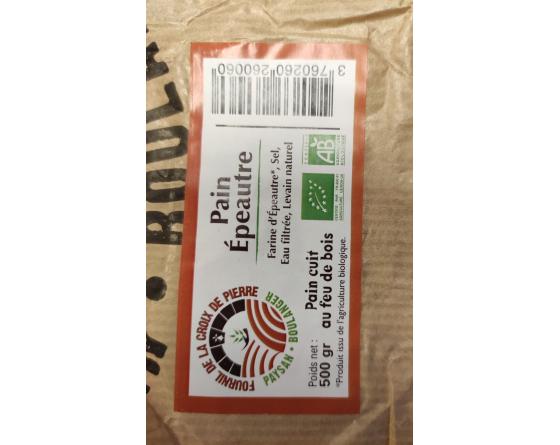 FOURNIL DE LA CROIX DE PIERRE
PAYSAN • BOULANGER
Pain
Épeautre
Farine d'Épeautre*, Sel,
Eau filtrée, Levain naturel
3 760260 260060
AB
Poids net :
500 gr
Pain cuit
au feu de bois
*Produit issu de l'agriculture biologique.